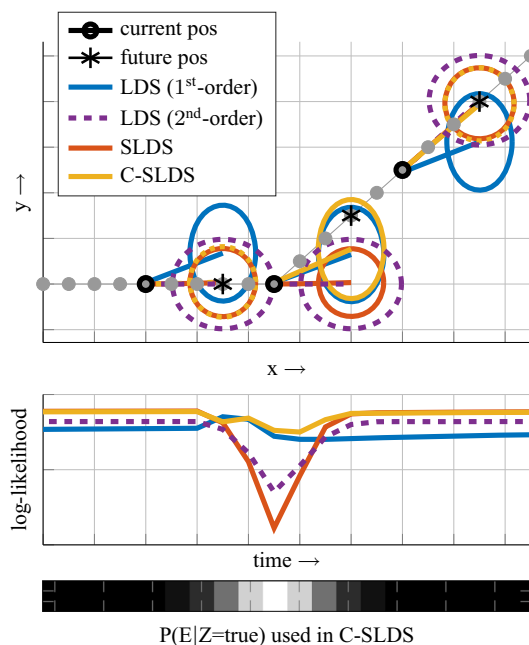 current pos
future pos
LDS (1st-order)
LDS (2nd-order)
SLDS
C-SLDS
y →
x →
log-likelihood
time →
P(E|Z=true) used in C-SLDS